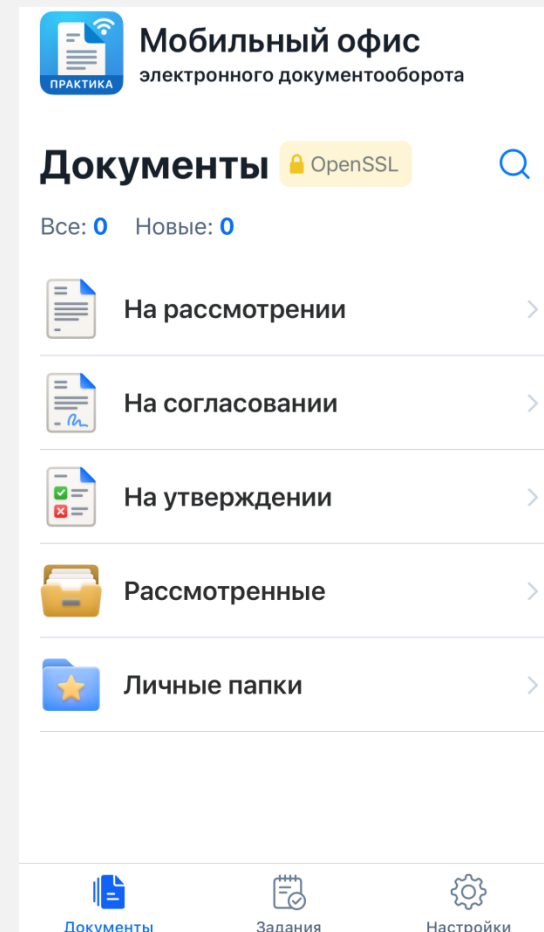 ПРАКТИКА
Мобильный офис
электронного документооборота
Документы OpenSSL
Все: 0 Новые: 0
На рассмотрении
На согласовании
На утверждении
Рассмотренные
Личные папки
Документы Задания Настройки